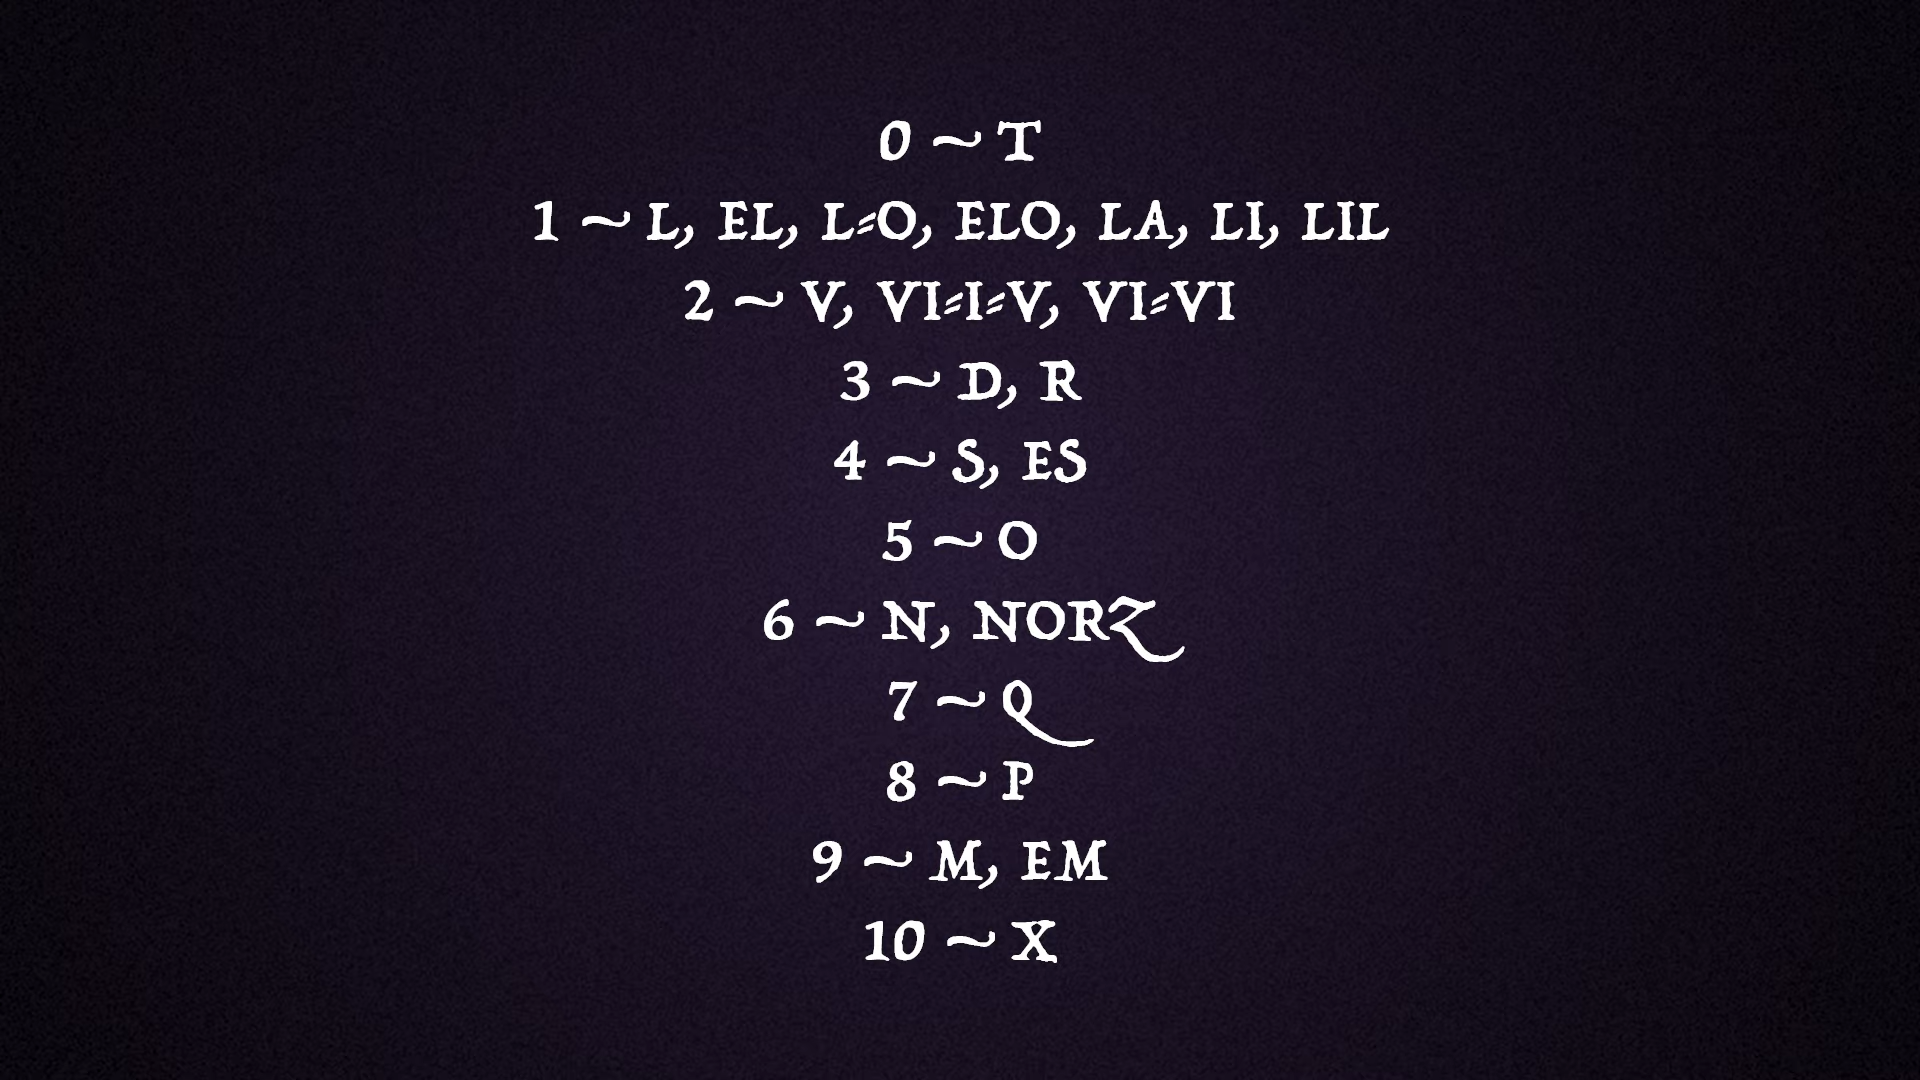 0 ~ T
1 ~ L, EL, L=O, ELO, LA, LI, LIL
2 ~ V, VI=I=V, VI=VI
3 ~ D, R
4 ~ S, ES
5 ~ O
6 ~ N, NORZ
7 ~ Q
8 ~ P
9 ~ M, EM
10 ~ X